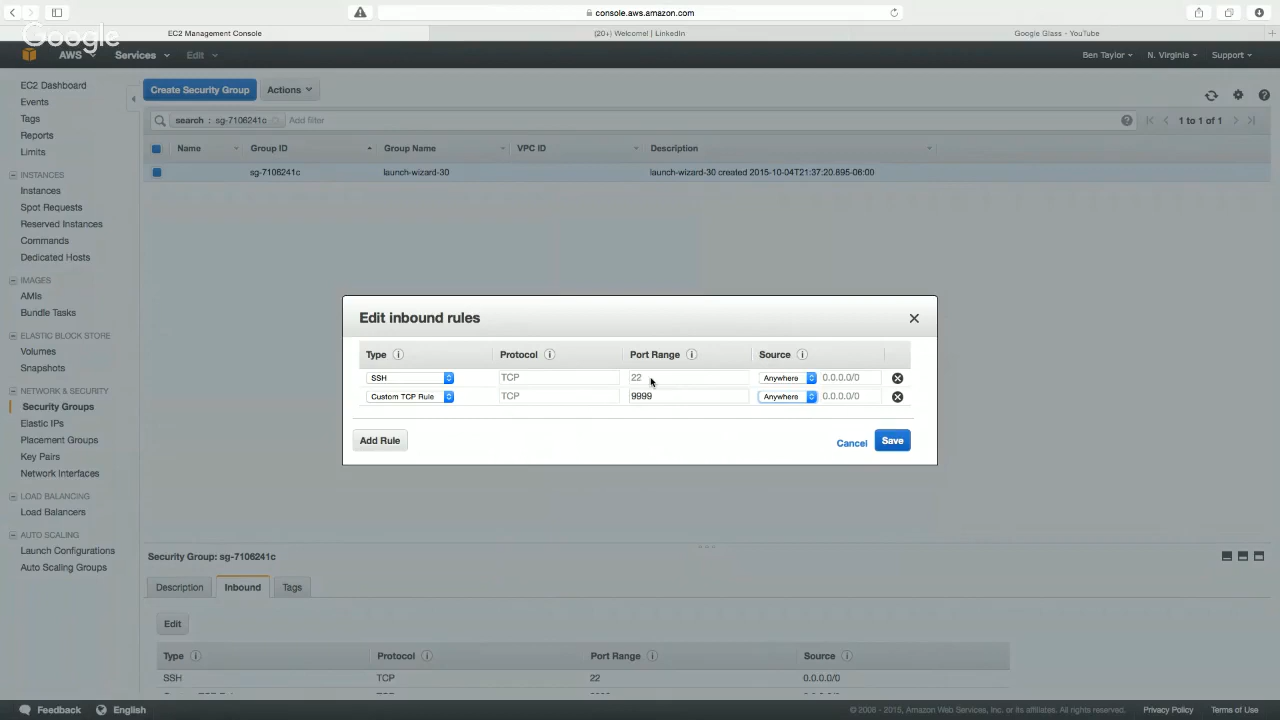 console.aws.amazon.com
Google
EC2 Management Console
(20+) Welcome! | LinkedIn
Google Glass - YouTube
AWS
Services
Edit
Ben Taylor
N. Virginia
Support
EC2 Dashboard
Events
Tags
Reports
Limits
INSTANCES
Instances
Spot Requests
Reserved Instances
Commands
Dedicated Hosts
IMAGES
AMIs
Bundle Tasks
ELASTIC BLOCK STORE
Volumes
Snapshots
NETWORK & SECURITY
Security Groups
Elastic IPs
Placement Groups
Key Pairs
Network Interfaces
LOAD BALANCING
Load Balancers
AUTO SCALING
Launch Configurations
Auto Scaling Groups
Create Security Group
Actions
search : sg-7106241c
Add filter
1 to 1 of 1
Name Group ID Group Name VPC ID Description
sg-7106241c launch-wizard-30 launch-wizard-30 created 2015-10-04T21:37:20.895-06:00
Edit inbound rules
Type Protocol Port Range Source
SSH TCP 22 Anywhere 0.0.0.0/0
Custom TCP Rule TCP 9999 Anywhere 0.0.0.0/0
Add Rule
Cancel
Save
Security Group: sg-7106241c
Description
Inbound
Tags
Edit
Type Protocol Port Range Source
SSH TCP 22 0.0.0.0/0
Feedback
English
© 2006 - 2015, Amazon Web Services, Inc. or its affiliates. All rights reserved.
Privacy Policy
Terms of Use